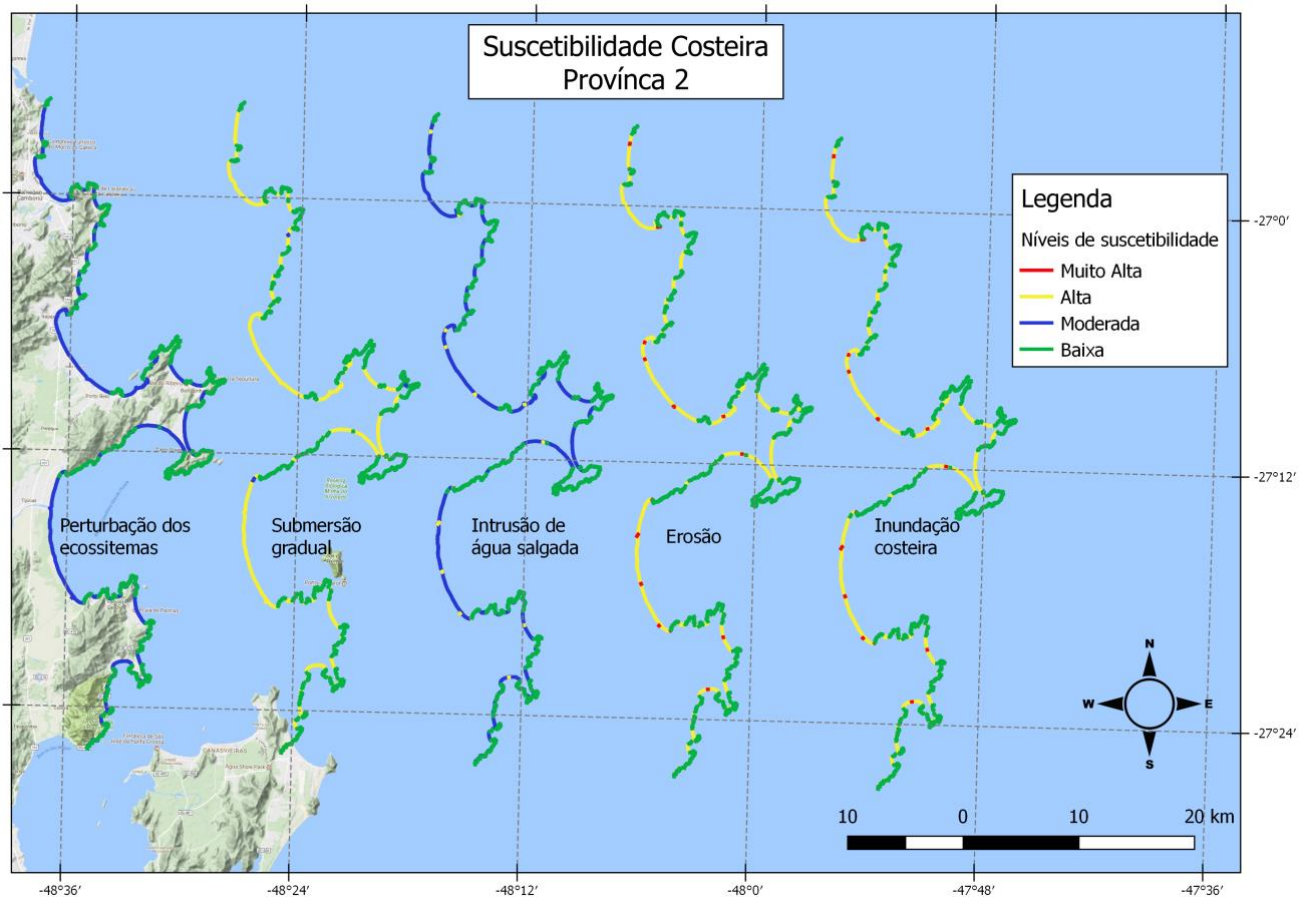 Suscetibilidade Costeira
Provínca 2
Legenda
Níveis de suscetibilidade
Muito Alta
Alta
Moderada
Baixa
-27°0'
-27°12'
-27°24'
Perturbação dos
ecossitemas
Submersão
gradual
Intrusão de
água salgada
Erosão
Inundação
costeira
N
W
E
S
10
0
10
20 km
-48°36'
-48°24'
-48°12'
-48°0'
-47°48'
-47°36'